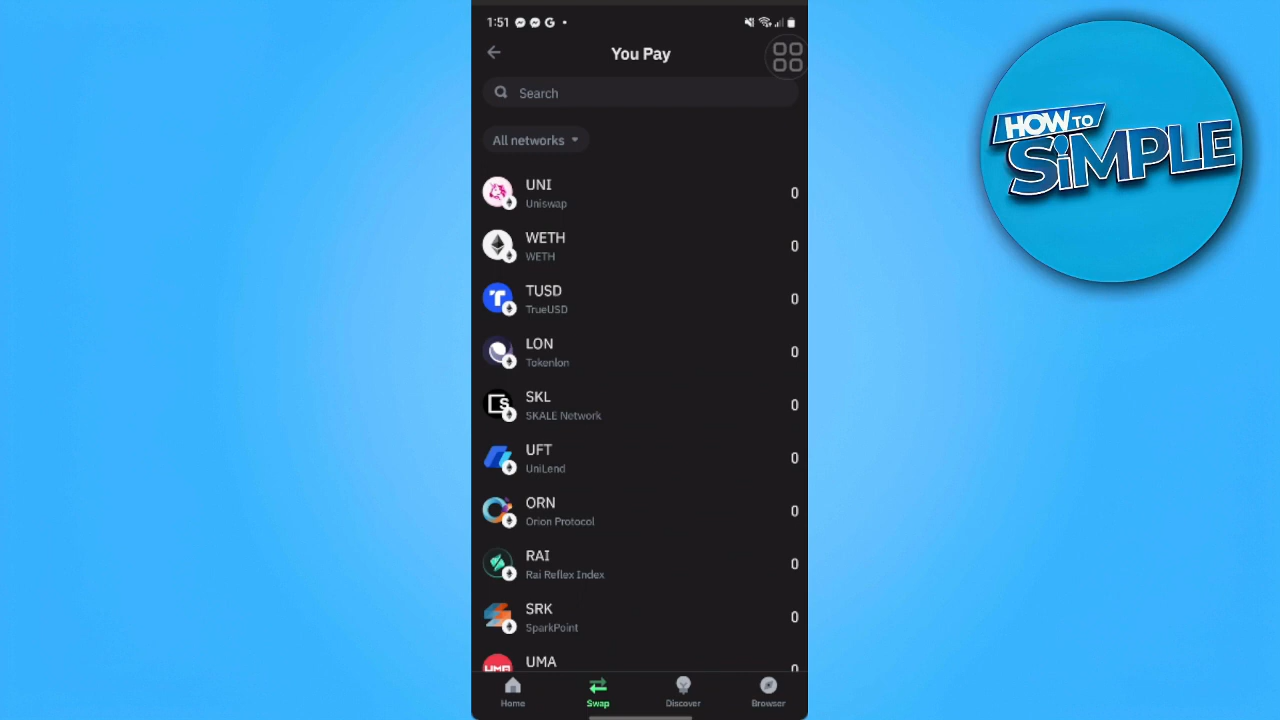 1:51
You Pay
Search
All networks
UNI
Uniswap
0
WETH
WETH
0
TUSD
TrueUSD
0
LON
Tokenlon
0
SKL
SKALE Network
0
UFT
UniLend
0
ORN
Orion Protocol
0
RAI
Rai Reflex Index
0
SRK
SparkPoint
0
UMA
UMA
0
Home
Swap
Discover
Browser
HOW TO
SiMPLE